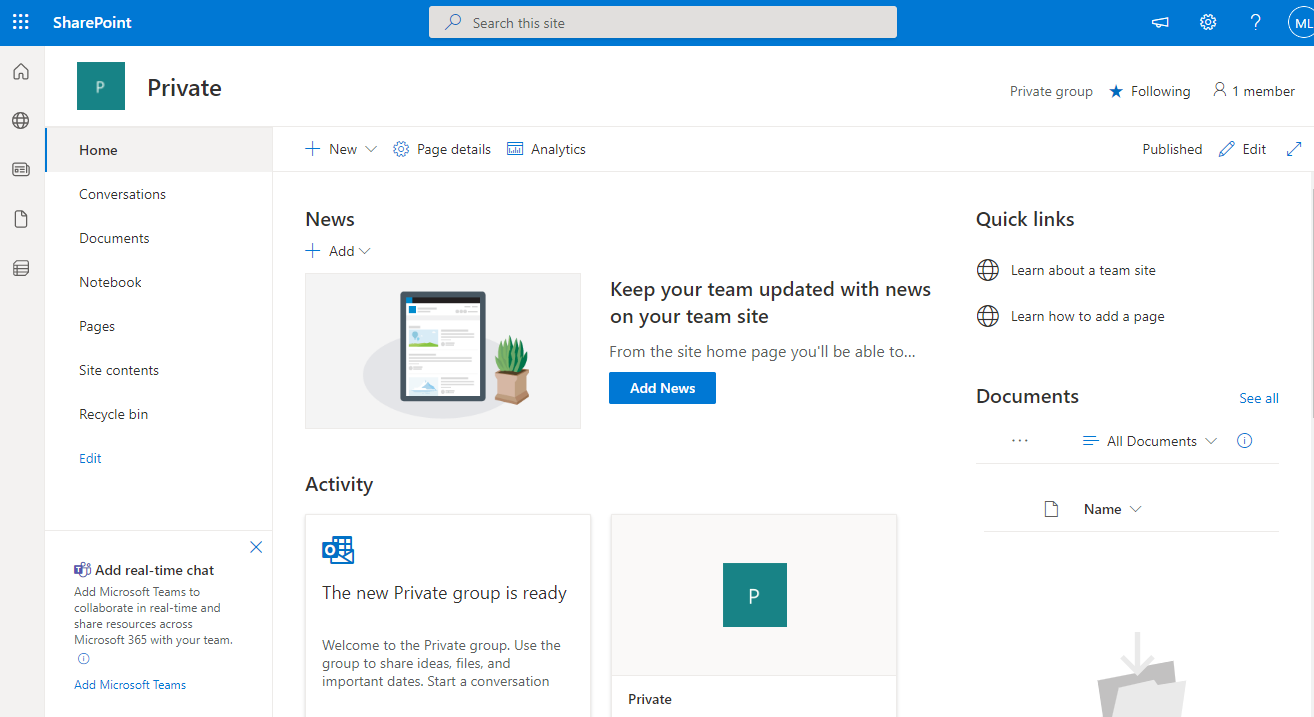 SharePoint
Search this site
ML
P
Private
Private group
Following
1 member
Home
Conversations
Documents
Notebook
Pages
Site contents
Recycle bin
Edit
Add real-time chat
Add Microsoft Teams to
collaborate in real-time and
share resources across
Microsoft 365 with your team.
Add Microsoft Teams
New
Page details
Analytics
Published
Edit
News
Add
Keep your team updated with news
on your team site
From the site home page you'll be able to...
Add News
Activity
The new Private group is ready
Welcome to the Private group. Use the
group to share ideas, files, and
important dates. Start a conversation
P
Private
Quick links
Learn about a team site
Learn how to add a page
Documents
See all
All Documents
Name